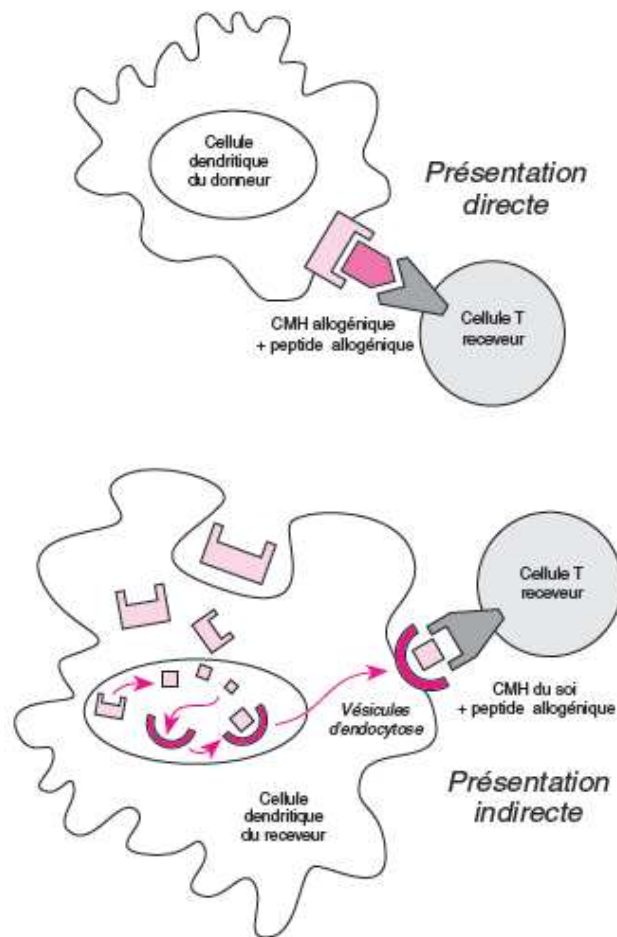 Cellule
dendritique
du donneur
Présentation
directe
CMH allogénique
+ peptide allogénique
Cellule T
receveur
Cellule T
receveur
CMH du soi
+ peptide allogénique
Vésicules
d'endocytose
Cellule
dendritique
du receveur
Présentation
indirecte